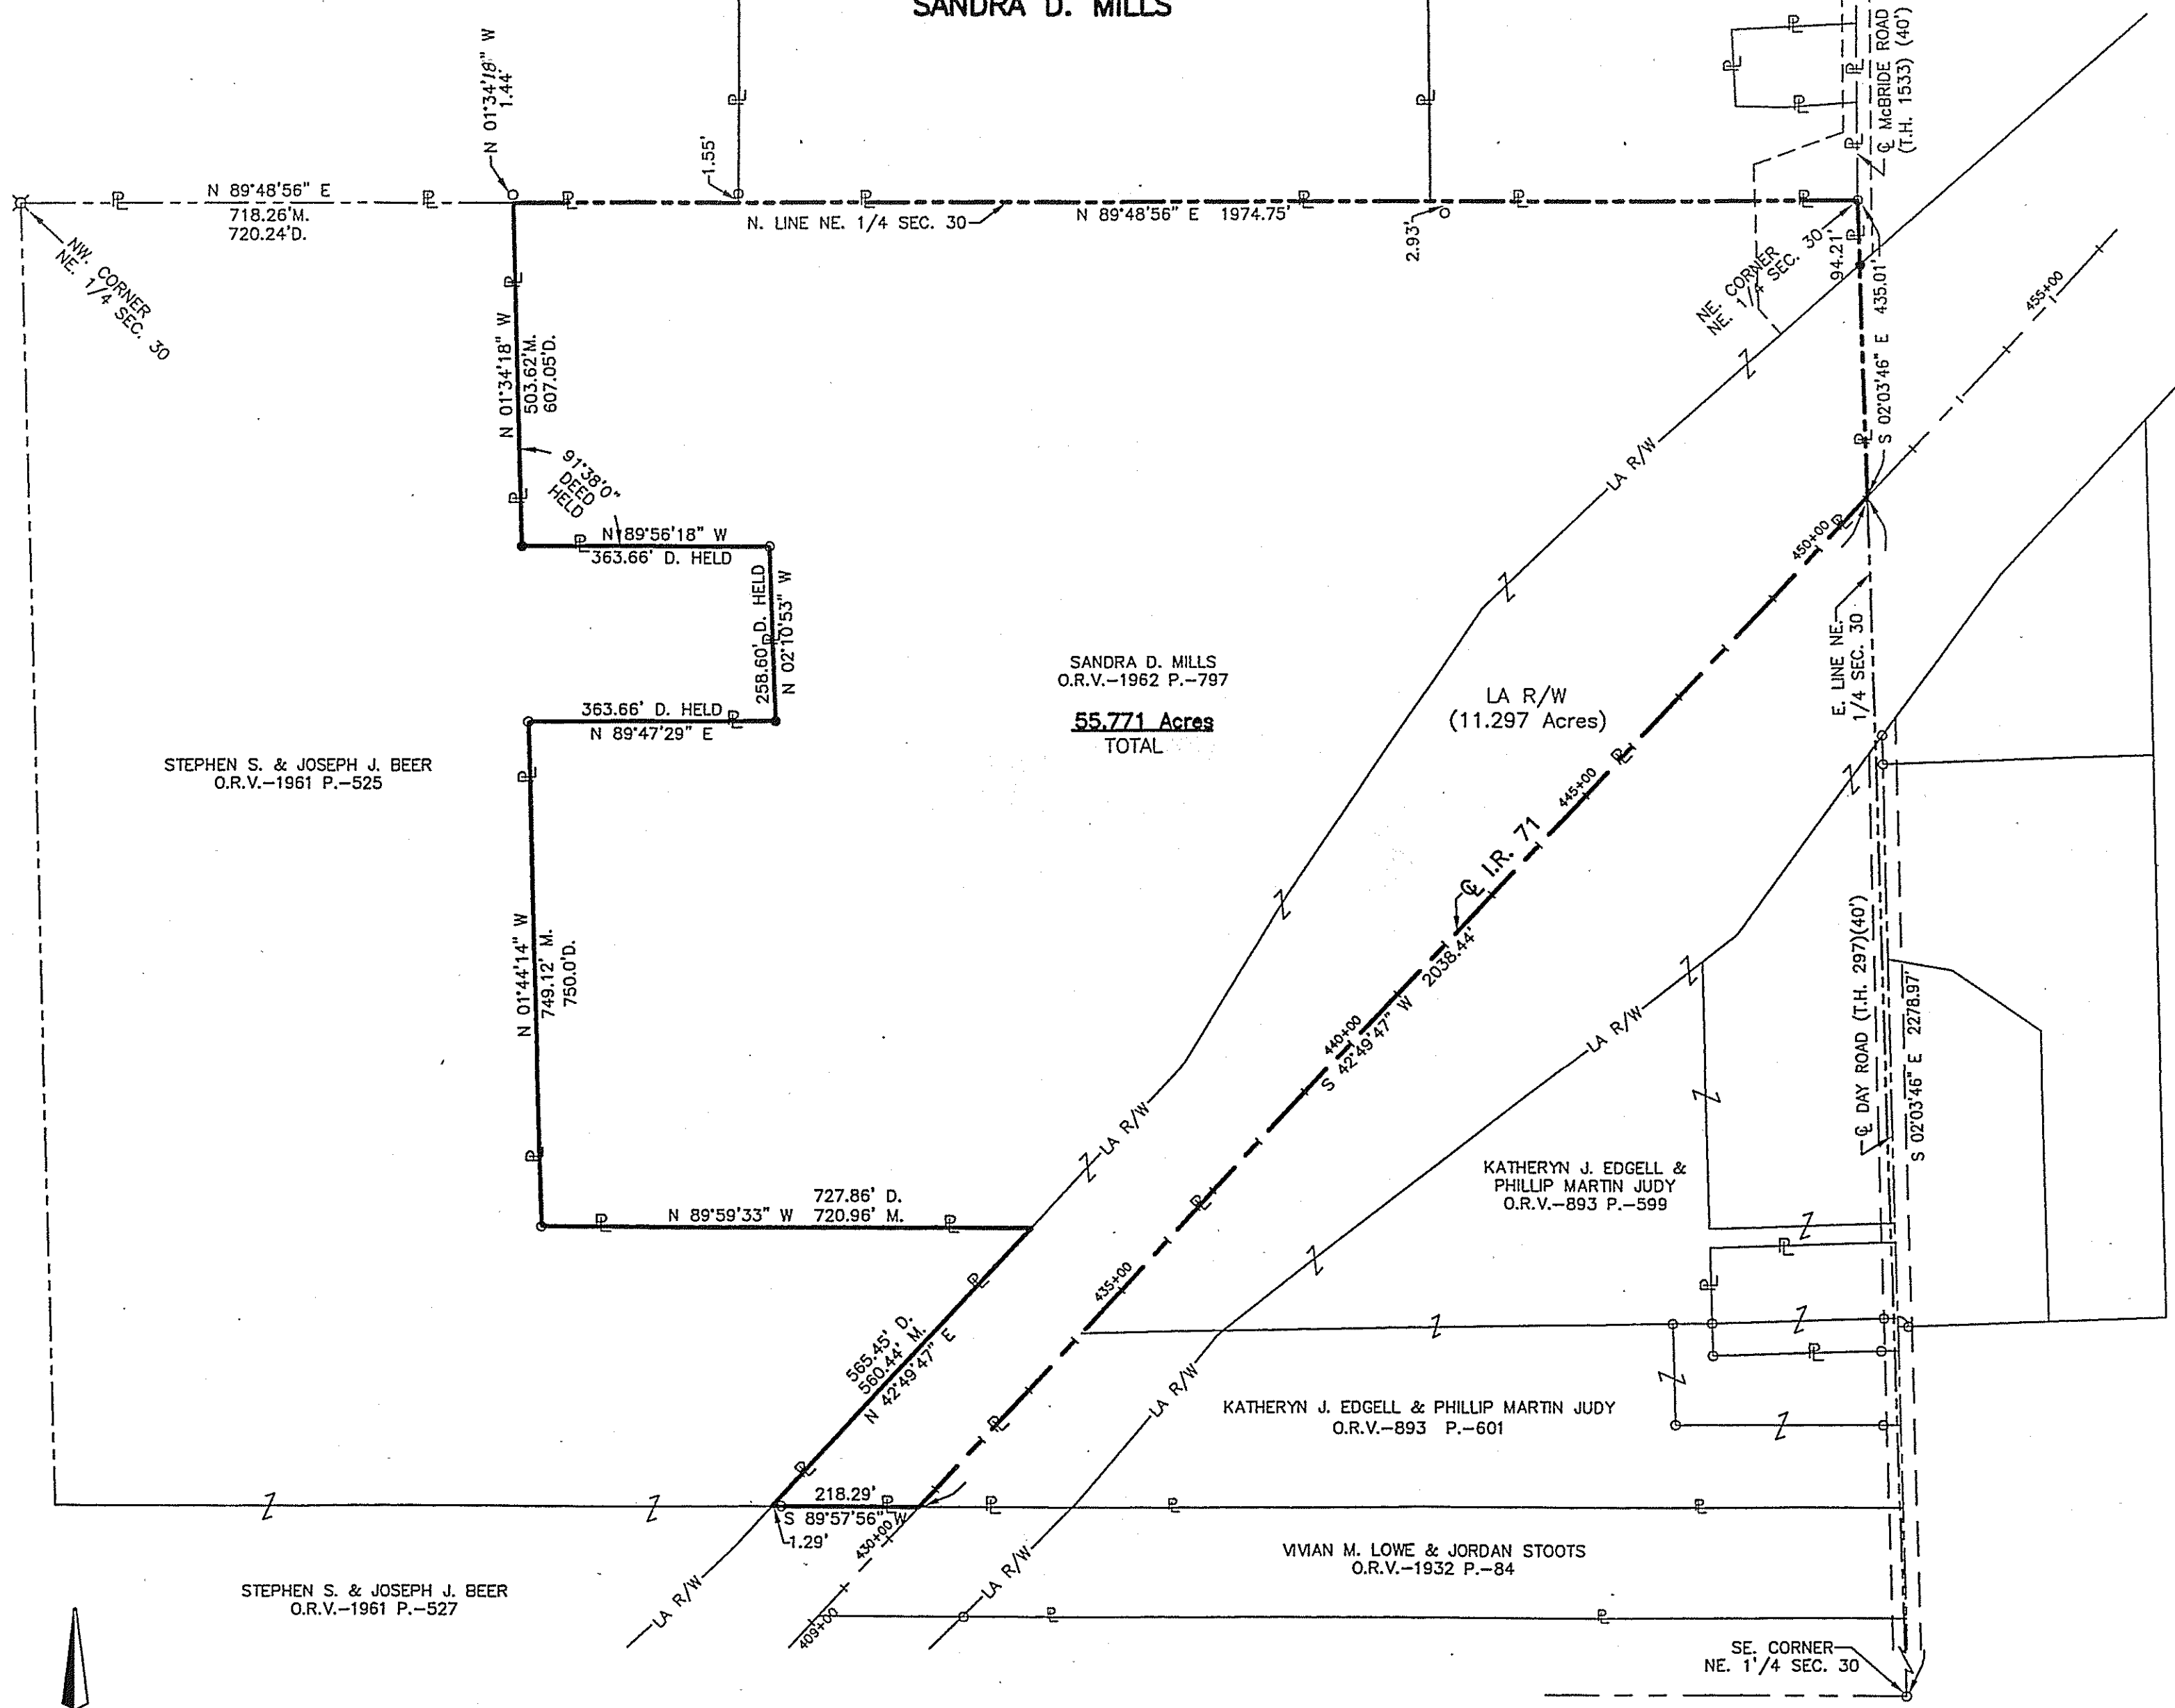 SANDRA D. MILLS
N 01°34'18" W
1.44'
1.55'
℄ McBRIDE ROAD
(T.H. 1533) (40')
N 89°48'56" E
718.26'M.
720.24'D.
NW. CORNER
NE. 1/4 SEC. 30
N. LINE NE. 1/4 SEC. 30
N 89°48'56" E 1974.75'
2.93'
NE. CORNER
NE. 1/4 SEC. 30
94.21'
S 02°03'46" E 435.01'
455+00
N 01°34'18" W
503.62'M.
607.05'D.
91°38'0"
DEED
HELD
N 89°56'18" W
363.66' D. HELD
258.60' D. HELD
N 02°10'53" W
363.66' D. HELD
N 89°47'29" E
450+00
E. LINE NE.
1/4 SEC. 30
LA R/W
SANDRA D. MILLS
O.R.V.-1962 P.-797
55.771 Acres
TOTAL
LA R/W
(11.297 Acres)
STEPHEN S. & JOSEPH J. BEER
O.R.V.-1961 P.-525
445+00
℄ I.R. 71
N 01°44'14" W
749.12' M.
750.0'D.
440+00
S 42°49'47" W 2038.44'
LA R/W
LA R/W
℄ DAY ROAD (T.H. 297)(40')
S 02°03'46" E 2278.97'
KATHERYN J. EDGELL &
PHILLIP MARTIN JUDY
O.R.V.-893 P.-599
727.86' D.
N 89°59'33" W 720.96' M.
435+00
565.45' D.
560.44' M.
N 42°49'47" E
LA R/W
KATHERYN J. EDGELL & PHILLIP MARTIN JUDY
O.R.V.-893 P.-601
218.29'
S 89°57'56" W
1.29'
430+00
VIVIAN M. LOWE & JORDAN STOOTS
O.R.V.-1932 P.-84
STEPHEN S. & JOSEPH J. BEER
O.R.V.-1961 P.-527
LA R/W
409+00
LA R/W
SE. CORNER
NE. 1'/4 SEC. 30